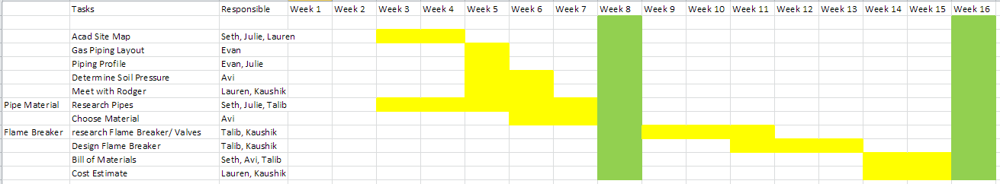 Tasks Responsible Week 1 Week 2 Week 3 Week 4 Week 5 Week 6 Week 7 Week 8 Week 9 Week 10 Week 11 Week 12 Week 13 Week 14 Week 15 Week 16
Acad Site Map Seth, Julie, Lauren
Gas Piping Layout Evan
Piping Profile Evan, Julie
Determine Soil Pressure Avi
Meet with Rodger Lauren, Kaushik
Pipe Material Research Pipes Seth, Julie, Talib
Choose Material Avi
Flame Breaker research Flame Breaker/ Valves Talib, Kaushik
Design Flame Breaker Talib, Kaushik
Bill of Materials Seth, Avi, Talib
Cost Estimate Lauren, Kaushik